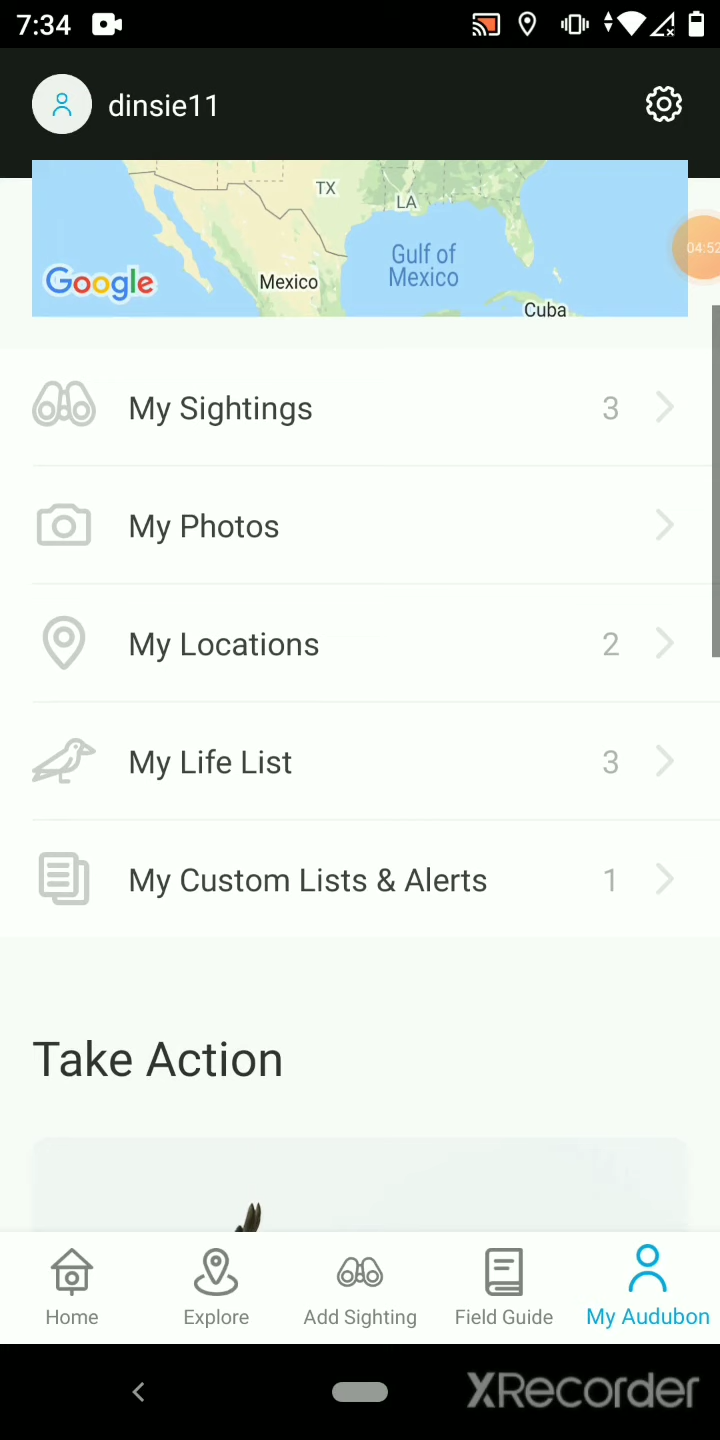 7:34
dinsie11
TX
LA
04:52
Gulf of
Mexico
Google
Mexico
Cuba
My Sightings 3
My Photos
My Locations 2
My Life List 3
My Custom Lists & Alerts 1
Take Action
Home Explore Add Sighting Field Guide My Audubon
XRecorder